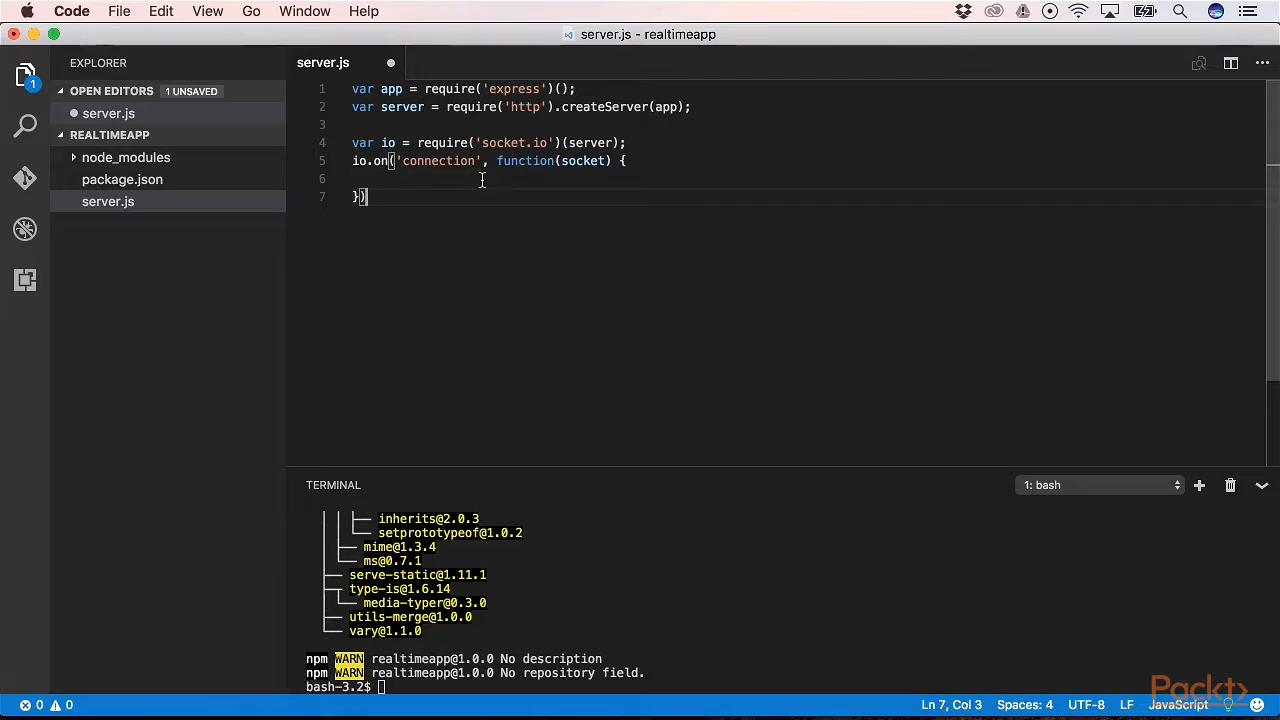 Code File Edit View Go Window Help
server.js - realtimeapp
EXPLORER
server.js
OPEN EDITORS 1 UNSAVED
server.js
REALTIMEAPP
node_modules
package.json
server.js
1
1 var app = require('express')();
2 var server = require('http').createServer(app);
3
4 var io = require('socket.io')(server);
5 io.on('connection', function(socket) {
6
7 })
TERMINAL
1: bash
│ │ ├── inherits@2.0.3
│ │ └── setprototypeof@1.0.2
│ ├── mime@1.3.4
│ └── ms@0.7.1
├── serve-static@1.11.1
├─┬ type-is@1.6.14
│ └── media-typer@0.3.0
├── utils-merge@1.0.0
└── vary@1.1.0
npm WARN realtimeapp@1.0.0 No description
npm WARN realtimeapp@1.0.0 No repository field.
bash-3.2$
0 0 Ln 7, Col 3 Spaces: 4 UTF-8 LF JavaScript
Packt>